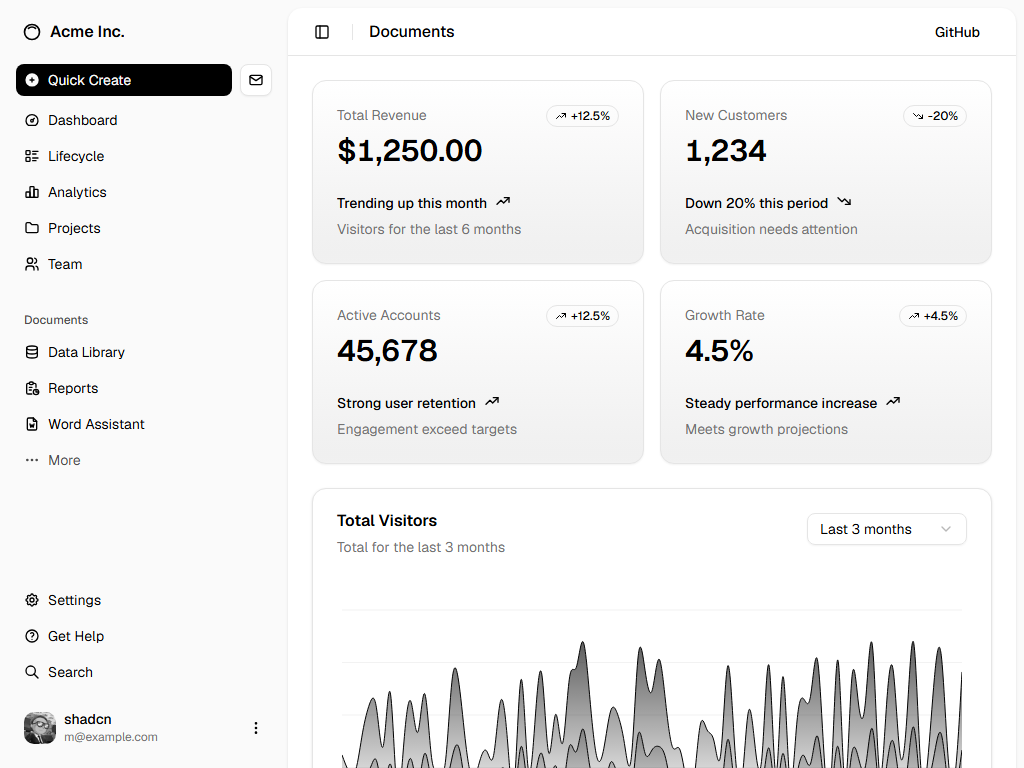 Acme Inc.
Quick Create
Dashboard
Lifecycle
Analytics
Projects
Team
Documents
Data Library
Reports
Word Assistant
More
Settings
Get Help
Search
shadcn
m@example.com
Documents
GitHub
Total Revenue
+12.5%
$1,250.00
Trending up this month
Visitors for the last 6 months
New Customers
-20%
1,234
Down 20% this period
Acquisition needs attention
Active Accounts
+12.5%
45,678
Strong user retention
Engagement exceed targets
Growth Rate
+4.5%
4.5%
Steady performance increase
Meets growth projections
Total Visitors
Total for the last 3 months
Last 3 months